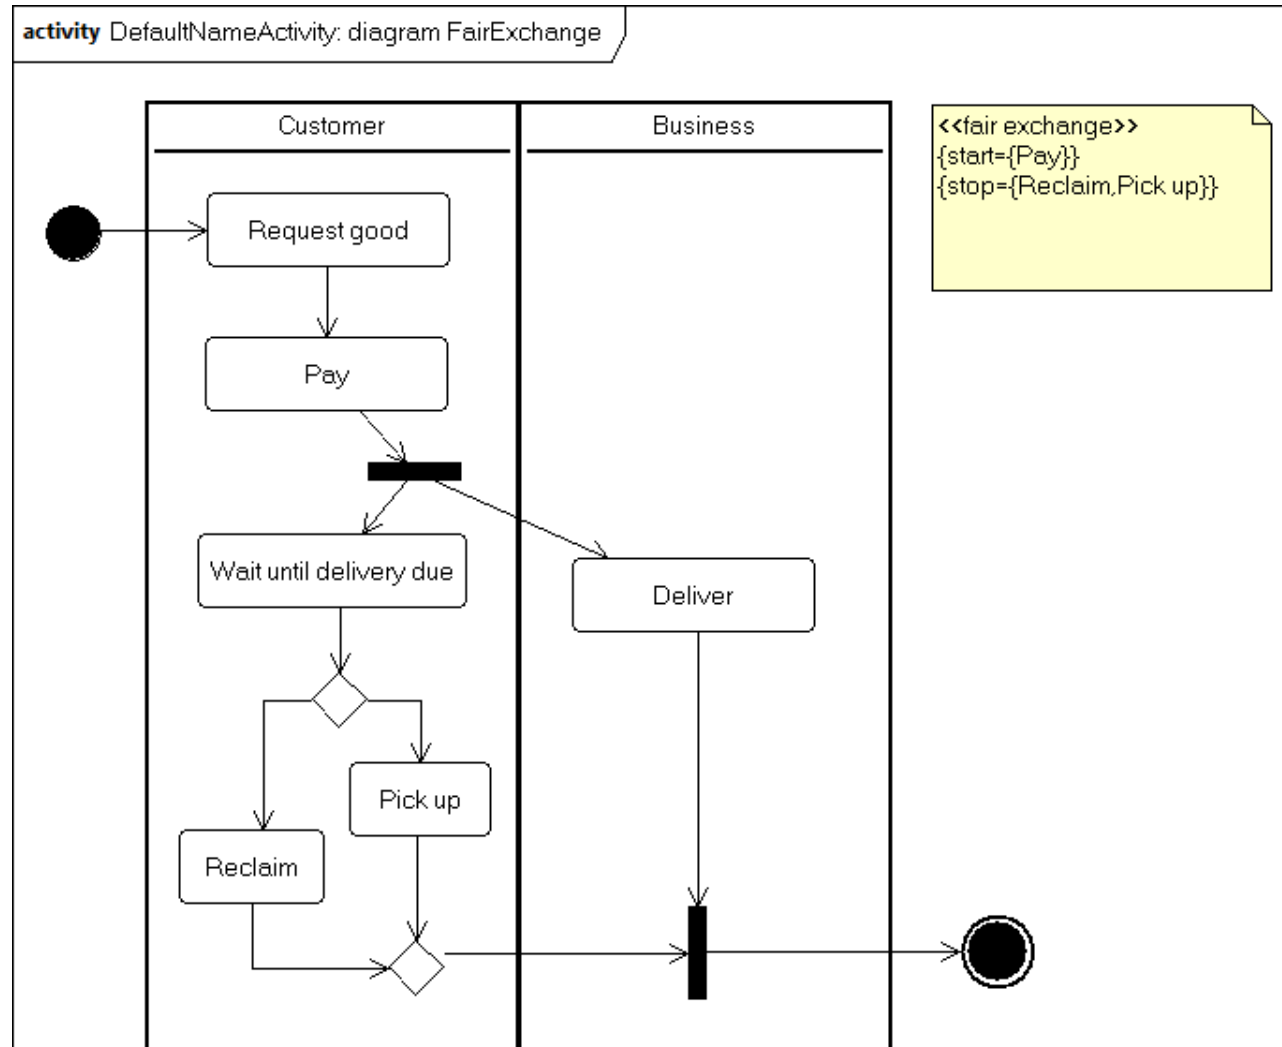 activity DefaultNameActivity: diagram FairExchange
Customer
Business
<<fair exchange>>
{start={Pay}}
{stop={Reclaim,Pick up}}
Request good
Pay
Wait until delivery due
Deliver
Pick up
Reclaim